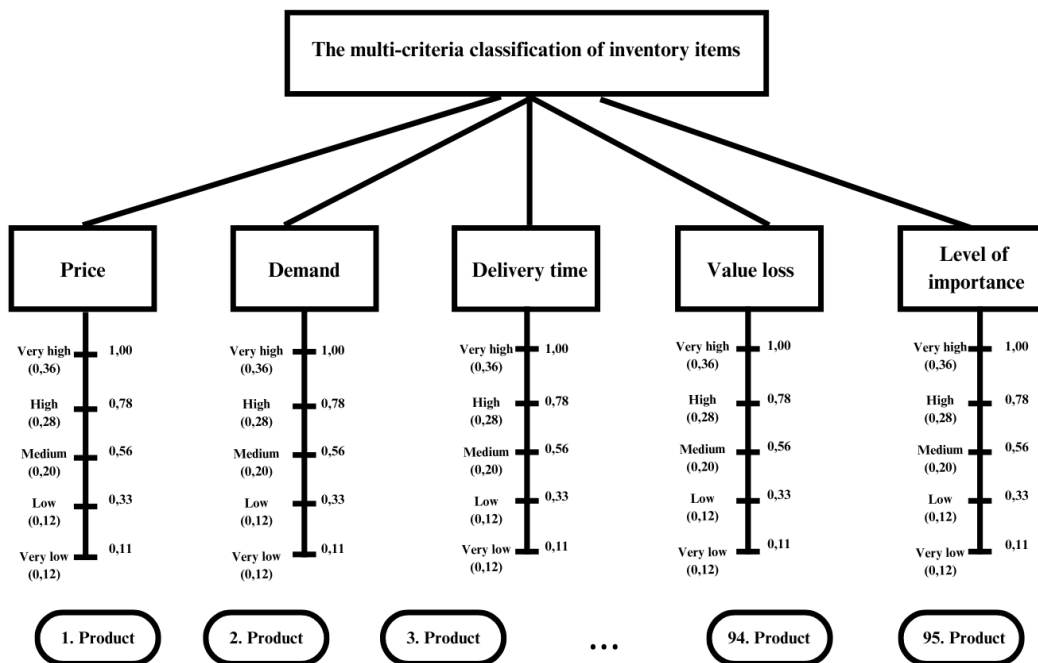 The multi-criteria classification of inventory items
Price
Demand
Delivery time
Value loss
Level of
importance
Very high
(0,36)
1,00
High
(0,28)
0,78
Medium
(0,20)
0,56
Low
(0,12)
0,33
Very low
(0,12)
0,11
Very high
(0,36)
1,00
High
(0,28)
0,78
Medium
(0,20)
0,56
Low
(0,12)
0,33
Very low
(0,12)
0,11
Very high
(0,36)
1,00
High
(0,28)
0,78
Medium
(0,20)
0,56
Low
(0,12)
0,33
Very low
(0,12)
0,11
Very high
(0,36)
1,00
High
(0,28)
0,78
Medium
(0,20)
0,56
Low
(0,12)
0,33
Very low
(0,12)
0,11
Very high
(0,36)
1,00
High
(0,28)
0,78
Medium
(0,20)
0,56
Low
(0,12)
0,33
Very low
(0,12)
0,11
1. Product
2. Product
3. Product
...
94. Product
95. Product